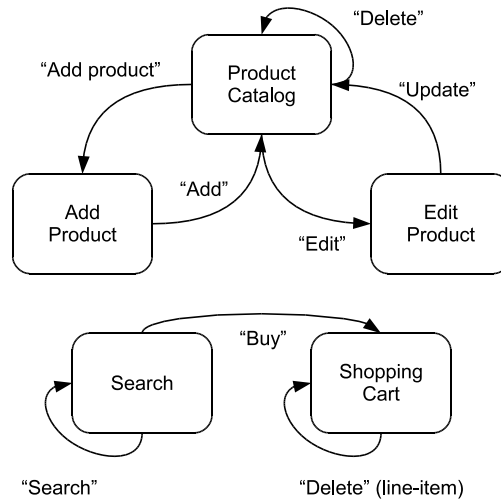 “Delete”
Product
Catalog
“Add product”
“Update”
Add
Product
“Add”
“Edit”
Edit
Product
“Buy”
Search
Shopping
Cart
“Search”
“Delete” (line-item)